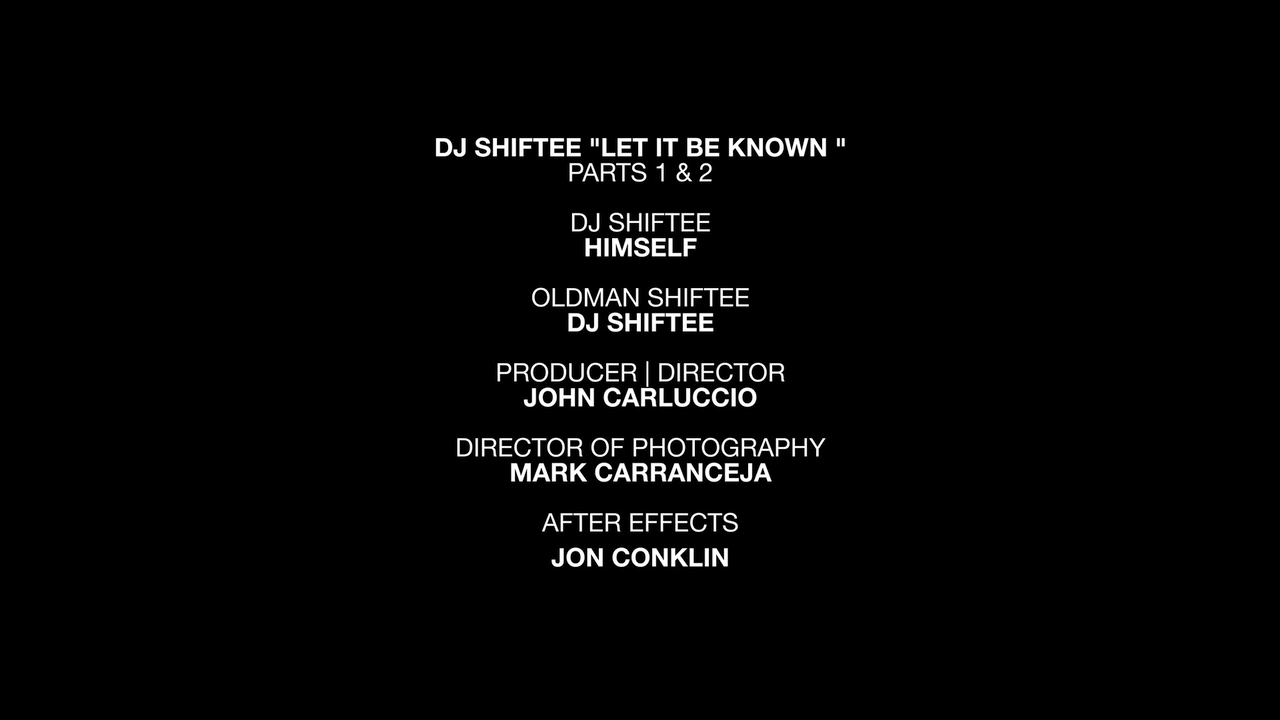 DJ SHIFTEE "LET IT BE KNOWN "
PARTS 1 & 2
DJ SHIFTEE
HIMSELF
OLDMAN SHIFTEE
DJ SHIFTEE
PRODUCER | DIRECTOR
JOHN CARLUCCIO
DIRECTOR OF PHOTOGRAPHY
MARK CARRANCEJA
AFTER EFFECTS
JON CONKLIN